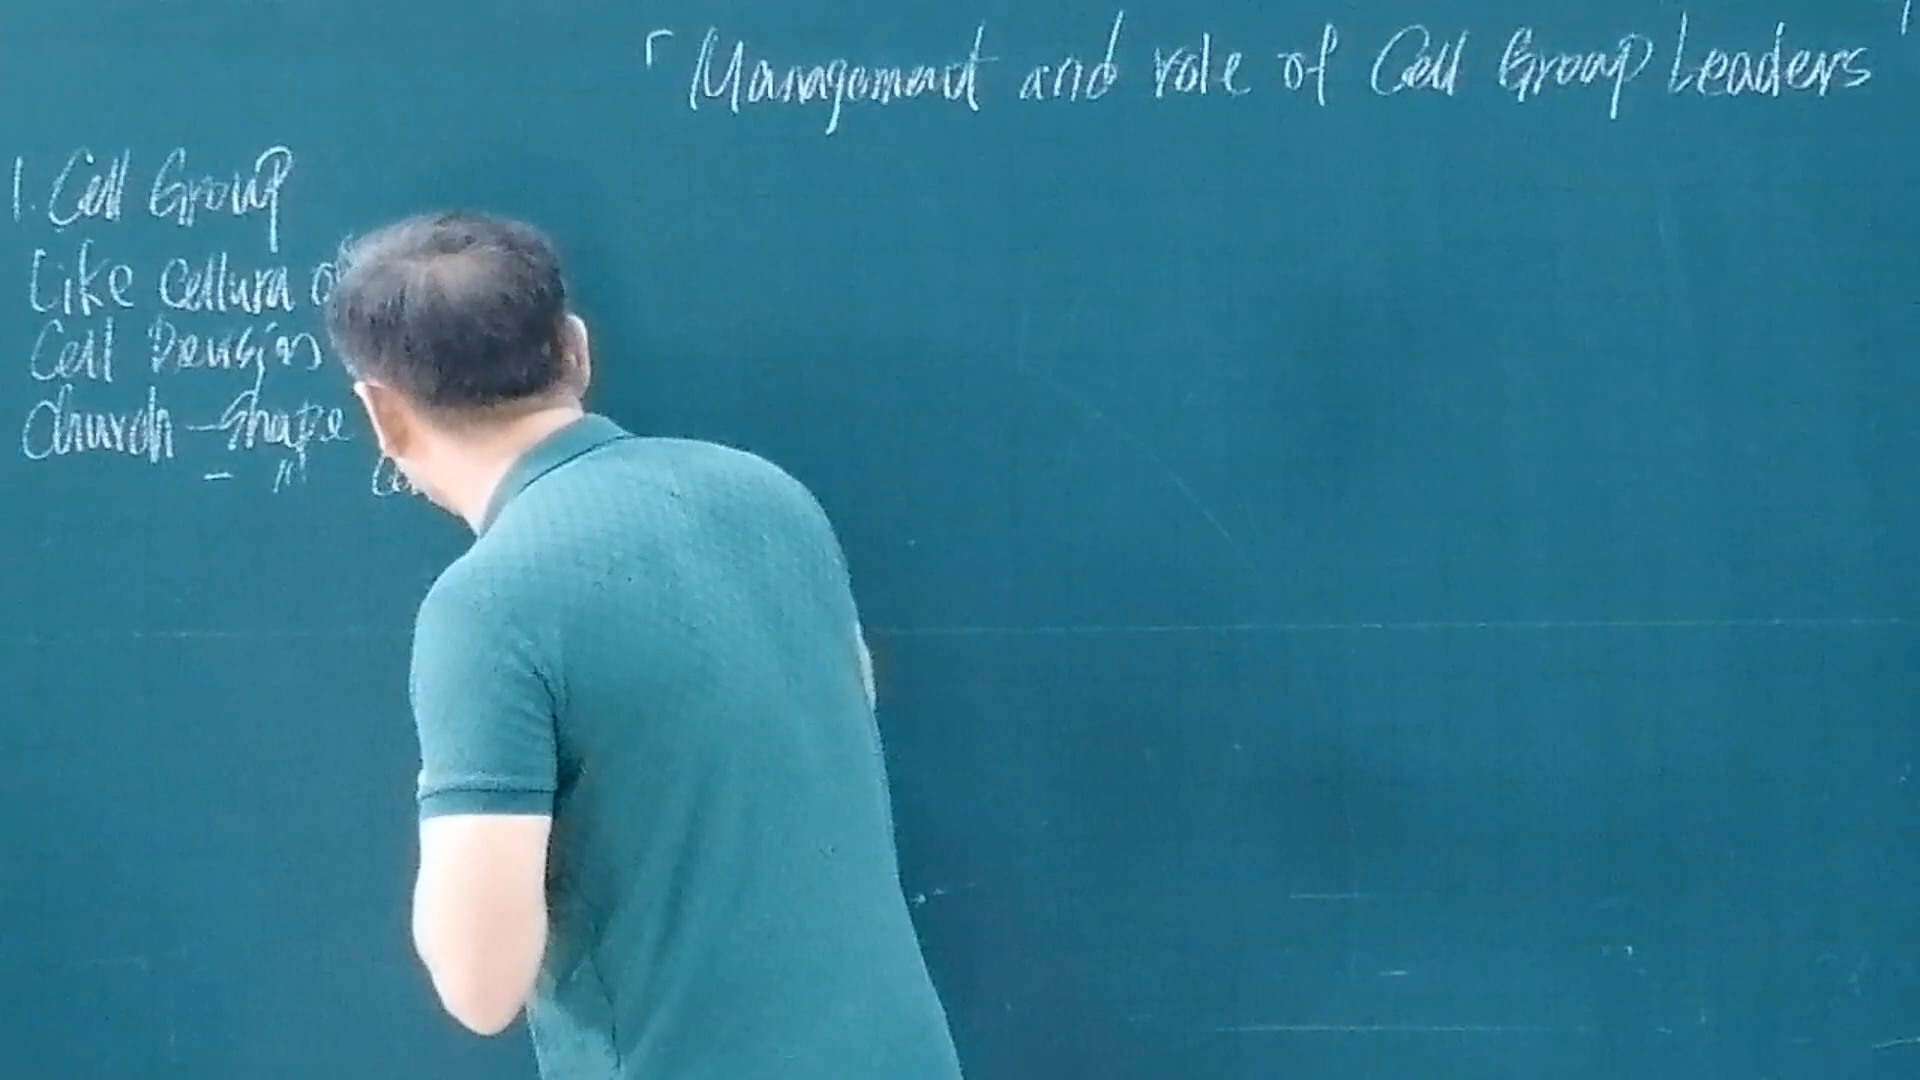 「Management and role of Cell Group Leaders」
1. Cell Group
Like Cellura
Cell Devision
Church - Shape
- 〃